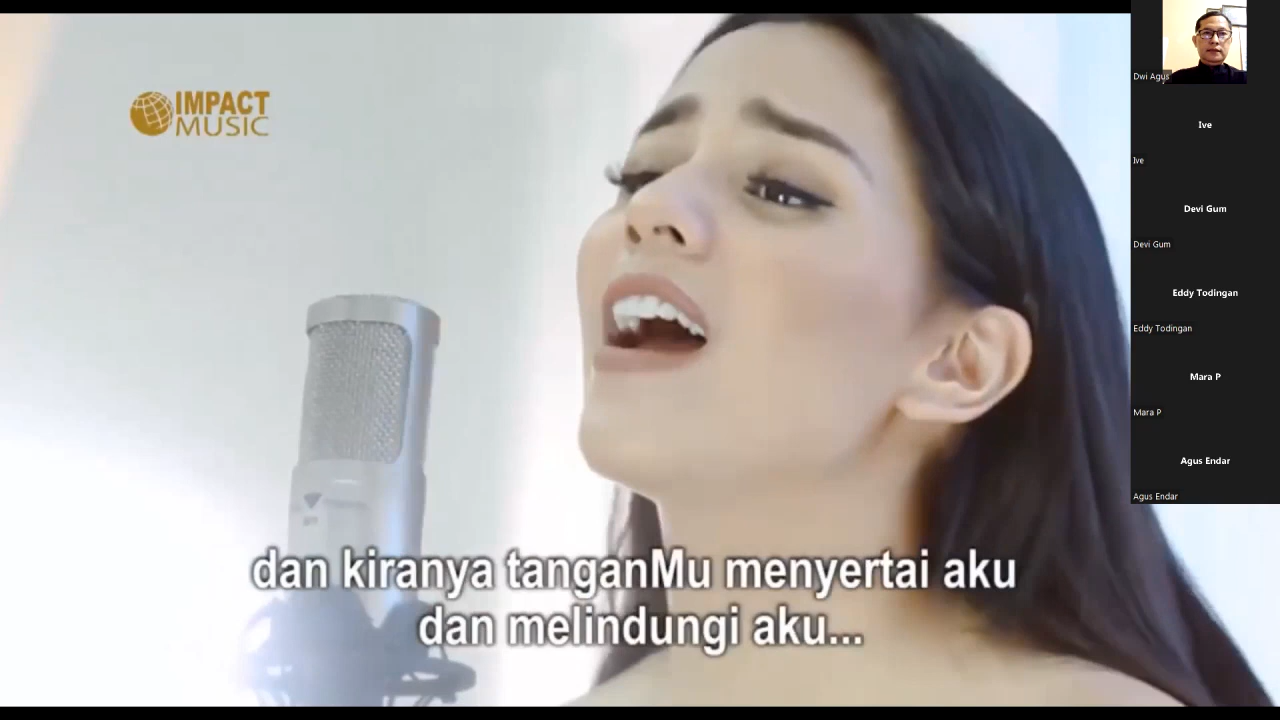 IMPACT
MUSIC
dan kiranya tanganMu menyertai aku
dan melindungi aku...
Dwi Agus
Ive
Ive
Devi Gum
Devi Gum
Eddy Todingan
Eddy Todingan
Mara P
Mara P
Agus Endar
Agus Endar